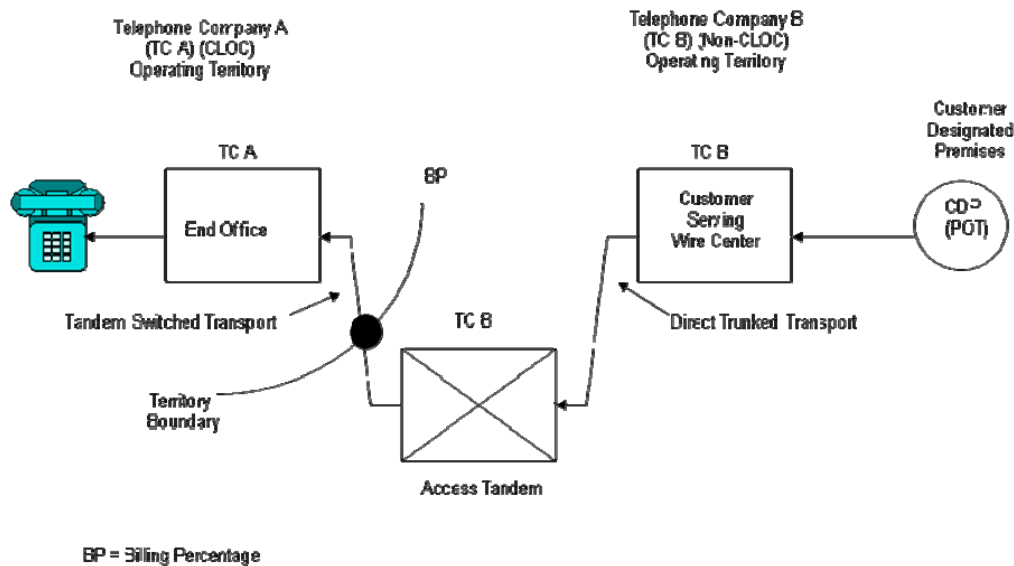 Telephone Company A
(TC A) (CLOC)
Operating Territory
Telephone Company B
(TC B) (Non-CLOC)
Operating Territory
Customer
Designated
Premises
TC A
BP
TC B
End Office
Customer
Serving
Wire Center
CDP
(POT)
Tandem Switched Transport
TC B
Direct Trunked Transport
Territory
Boundary
Access Tandem
BP = Billing Percentage